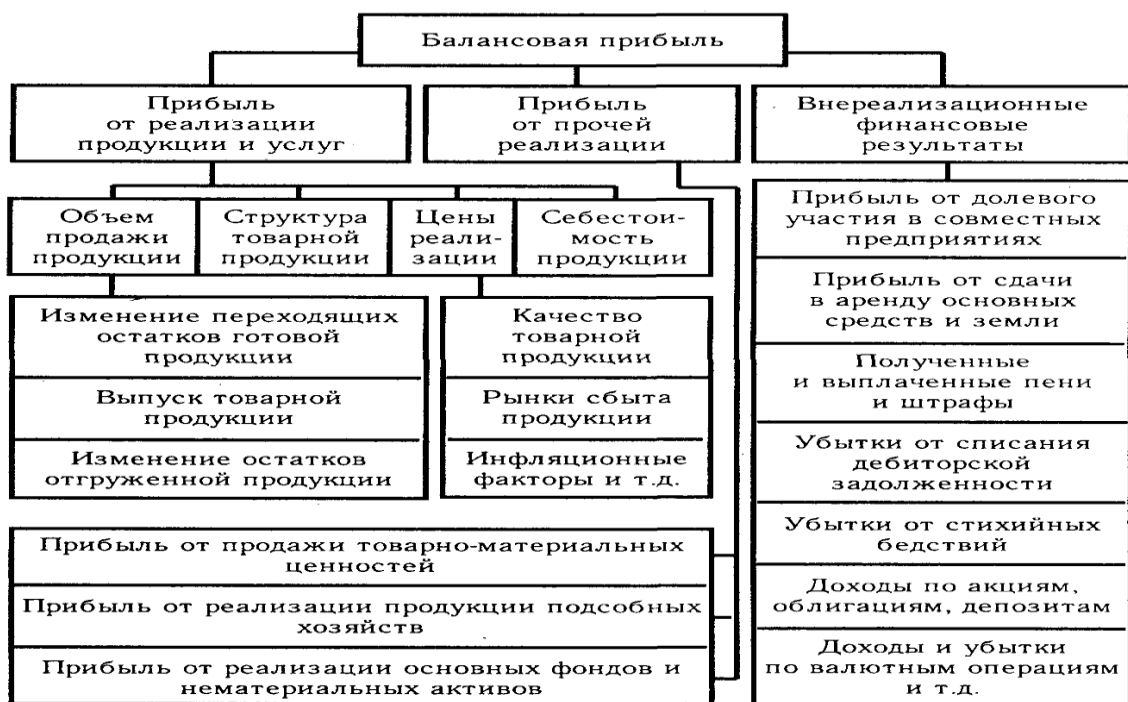 Балансовая прибыль
Прибыль
от реализации
продукции и услуг
Прибыль
от прочей
реализации
Внереализационные
финансовые
результаты
Объем
продажи
продукции
Структура
товарной
продукции
Цены
реали-
зации
Себестои-
мость
продукции
Изменение переходящих
остатков готовой
продукции
Выпуск товарной
продукции
Изменение остатков
отгруженной продукции
Качество
товарной
продукции
Рынки сбыта
продукции
Инфляционные
факторы и т.д.
Прибыль от продажи товарно-материальных
ценностей
Прибыль от реализации продукции подсобных
хозяйств
Прибыль от реализации основных фондов и
нематериальных активов
Прибыль от долевого
участия в совместных
предприятиях
Прибыль от сдачи
в аренду основных
средств и земли
Полученные
и выплаченные пени
и штрафы
Убытки от списания
дебиторской
задолженности
Убытки от стихийных
бедствий
Доходы по акциям,
облигациям, депозитам
Доходы и убытки
по валютным операциям
и т.д.